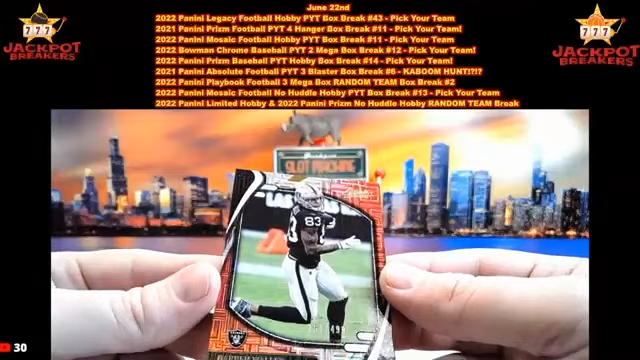 June 22nd
2022 Panini Legacy Football Hobby PYT Box Break #43 - Pick Your Team
2021 Panini Prizm Football PYT 4 Hanger Box Break #11 - Pick Your Team!
2022 Panini Mosaic Football Hobby PYT Box Break #11 - Pick Your Team
2022 Bowman Chrome Baseball PYT 2 Mega Box Break #12 - Pick Your Team!
2022 Panini Prizm Baseball PYT Hobby Box Break #14 - Pick Your Team!
2021 Panini Absolute Football PYT 3 Blaster Box Break #6 - KABOOM HUNT!?!?
2022 Panini Playbook Football 3 Mega Box RANDOM TEAM Box Break #2
2022 Panini Mosaic Football No Huddle Hobby PYT Box Break #13 - Pick Your Team
2022 Panini Limited Hobby & 2022 Panini Prizm No Huddle Hobby RANDOM TEAM Break
777
JACKPOT
BREAKERS
777
JACKPOT
BREAKERS
SLOT MACHINE
83
30